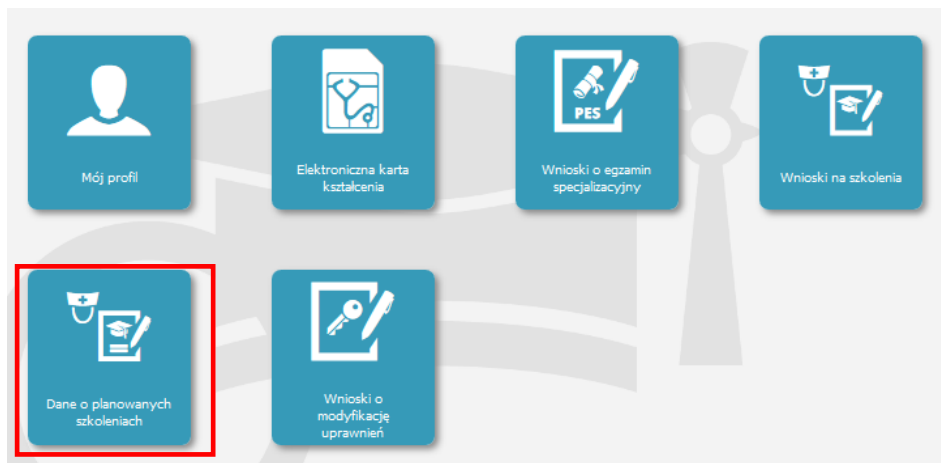 Mój profil
Elektroniczna karta
kształcenia
PES
Wnioski o egzamin
specjalizacyjny
Wnioski na szkolenia
Dane o planowanych
szkoleniach
Wnioski o
modyfikację
uprawnień